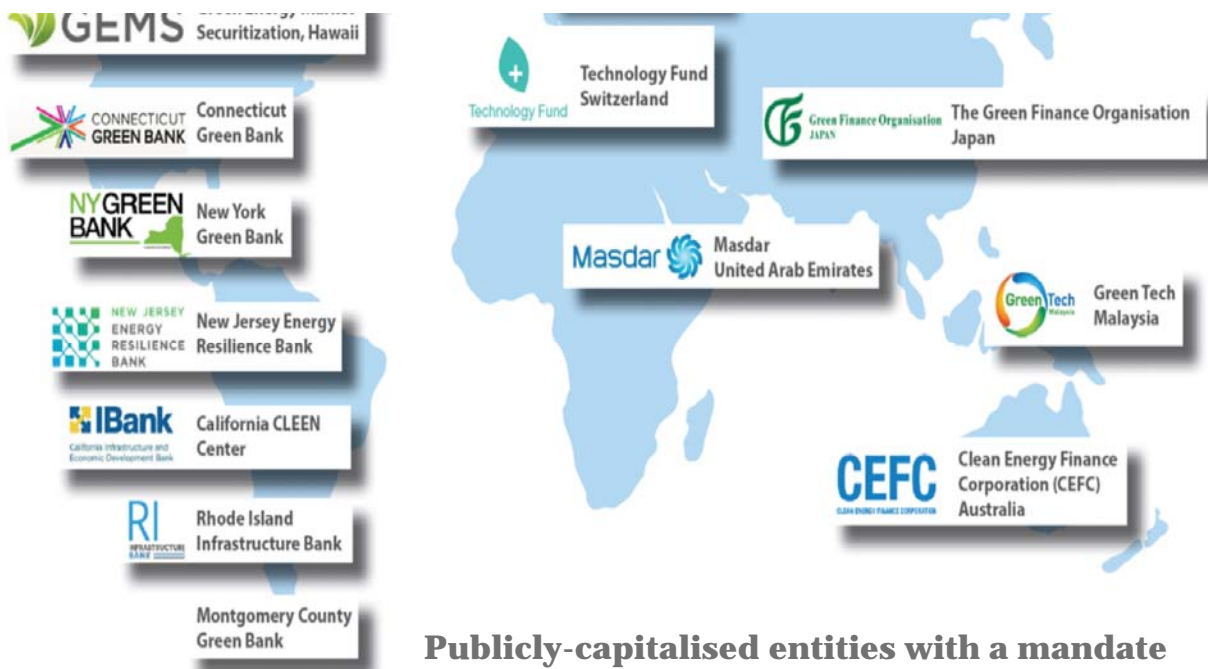 GEMS
Securitization, Hawaii
CONNECTICUT
GREEN BANK
Connecticut
Green Bank
NYGREEN
BANK
New York
Green Bank
NEW JERSEY
ENERGY
RESILIENCE
BANK
New Jersey Energy
Resilience Bank
IBank
California Infrastructure and
Economic Development Bank
California CLEEN
Center
RI
INFRASTRUCTURE
BANK
Rhode Island
Infrastructure Bank
Montgomery County
Green Bank
Technology Fund
Technology Fund
Switzerland
Green Finance Organisation
JAPAN
The Green Finance Organisation
Japan
Masdar
Masdar
United Arab Emirates
GreenTech
Malaysia
Green Tech
Malaysia
CEFC
CLEAN ENERGY FINANCE CORPORATION
Clean Energy Finance
Corporation (CEFC)
Australia
Publicly-capitalised entities with a mandate